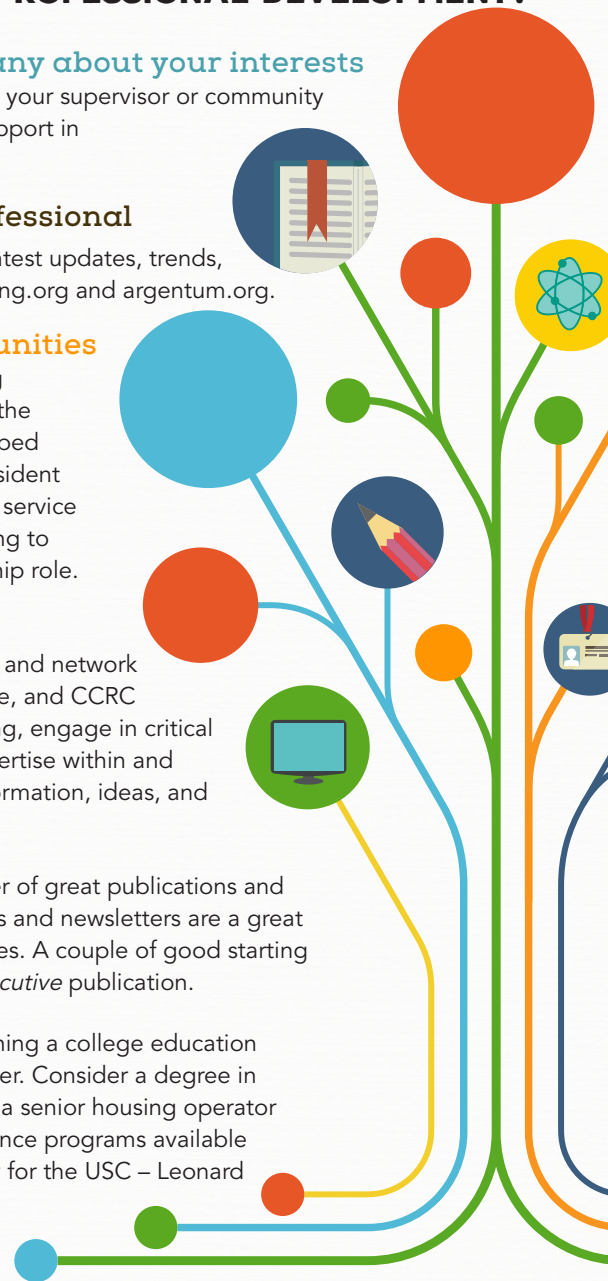 ROFESSIONAL DEVELOPMENT?
any about your interests
your supervisor or community
pport in
fessional
atest updates, trends,
ng.org and argentum.org.
unities
g
the
ped
sident
service
ng to
hip role.
and network
e, and CCRC
ng, engage in critical
ertise within and
ormation, ideas, and
er of great publications and
s and newsletters are a great
es. A couple of good starting
cutive publication.
ning a college education
er. Consider a degree in
a senior housing operator
ance programs available
for the USC – Leonard